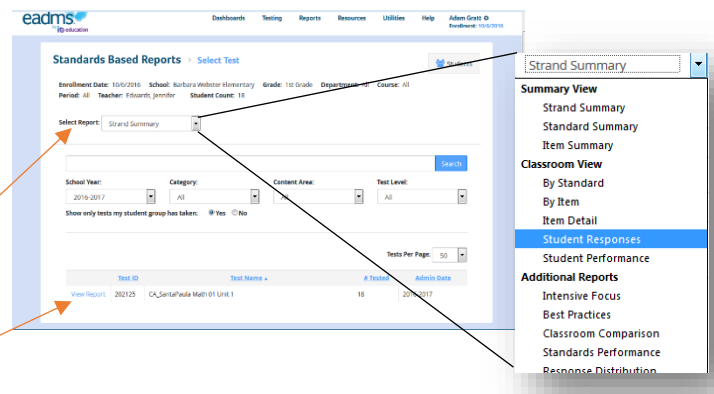 eadms
by IO education
Dashboards Testing Reports Resources Utilities Help Adam Gratt
Enrollment: 10/6/2016
Standards Based Reports › Select Test
Students
Enrollment Date: 10/6/2016 School: Barbara Webster Elementary Grade: 1st Grade Department: All Course: All
Period: All Teacher: Edwards, Jennifer Student Count: 18
Select Report: Strand Summary
Search
School Year: Category: Content Area: Test Level:
2016-2017 All All All
Show only tests my student group has taken: Yes No
Tests Per Page: 50
Test ID Test Name # Tested Admin Date
View Report 202125 CA_SantaPaula Math 01 Unit 1 18 2016-2017
Strand Summary
Summary View
Strand Summary
Standard Summary
Item Summary
Classroom View
By Standard
By Item
Item Detail
Student Responses
Student Performance
Additional Reports
Intensive Focus
Best Practices
Classroom Comparison
Standards Performance
Response Distribution